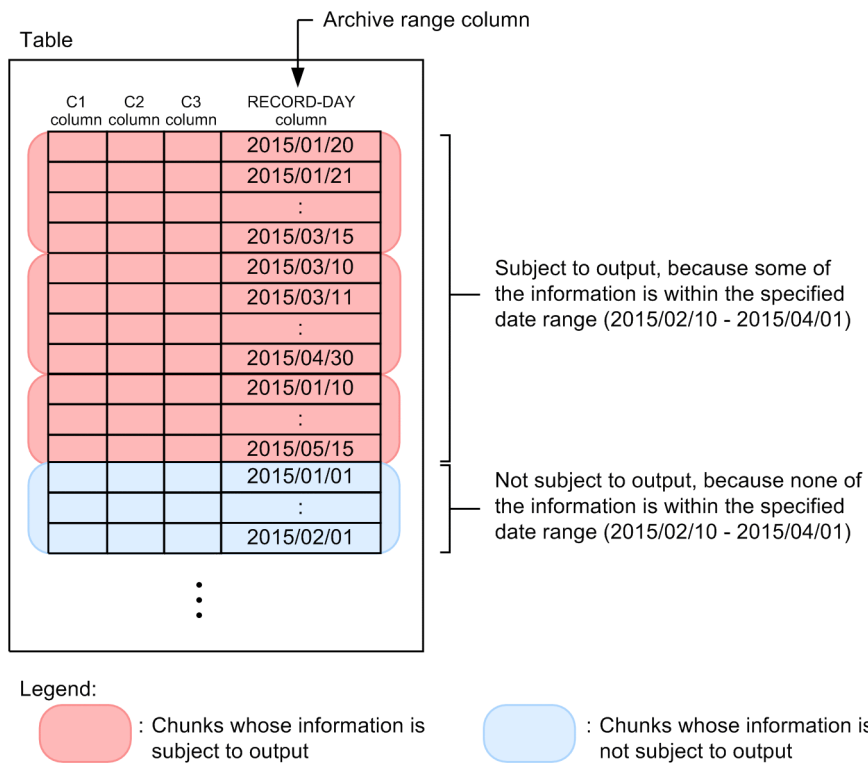 Archive range column
Table
C1 column
C2 column
C3 column
RECORD-DAY column
2015/01/20
2015/01/21
:
2015/03/15
2015/03/10
2015/03/11
:
2015/04/30
2015/01/10
:
2015/05/15
2015/01/01
:
2015/02/01
Subject to output, because some of
the information is within the specified
date range (2015/02/10 - 2015/04/01)
Not subject to output, because none of
the information is within the specified
date range (2015/02/10 - 2015/04/01)
Legend:
: Chunks whose information is
subject to output
: Chunks whose information is
not subject to output